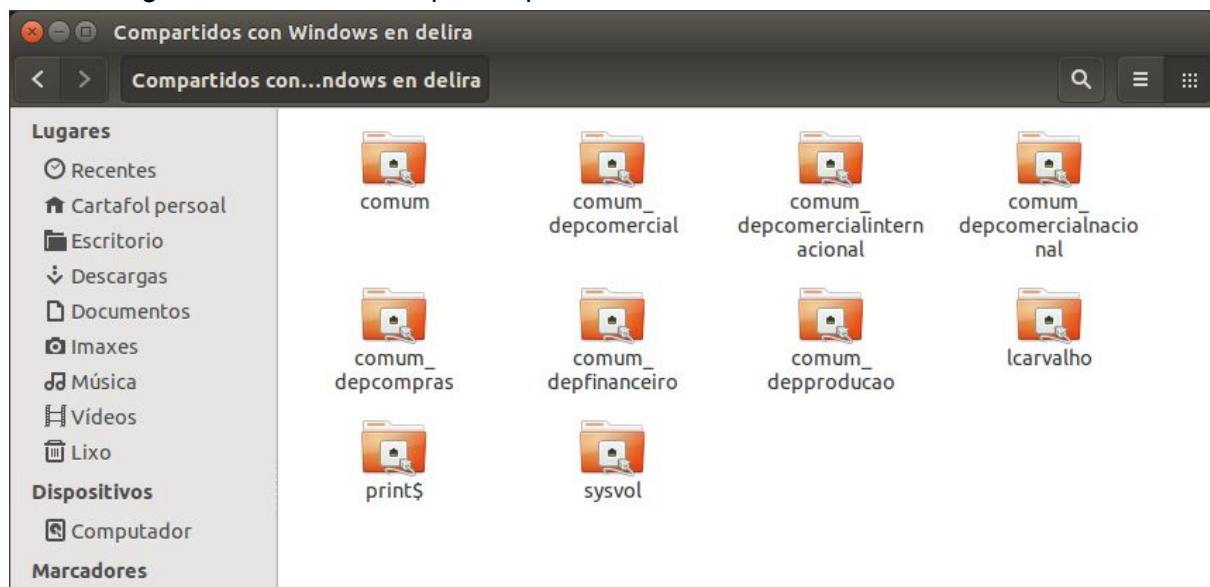 Compartidos con Windows en delira
Compartidos con...ndows en delira
Lugares
Recentes
Cartafol persoal
Escritorio
Descargas
Documentos
Imaxes
Música
Vídeos
Lixo
Dispositivos
Computador
Marcadores
comum
comum_
depcomercial
comum_
depcomercialintern
acional
comum_
depcomercialnacio
nal
comum_
depcompras
comum_
depfinanceiro
comum_
depproducao
lcarvalho
print$
sysvol